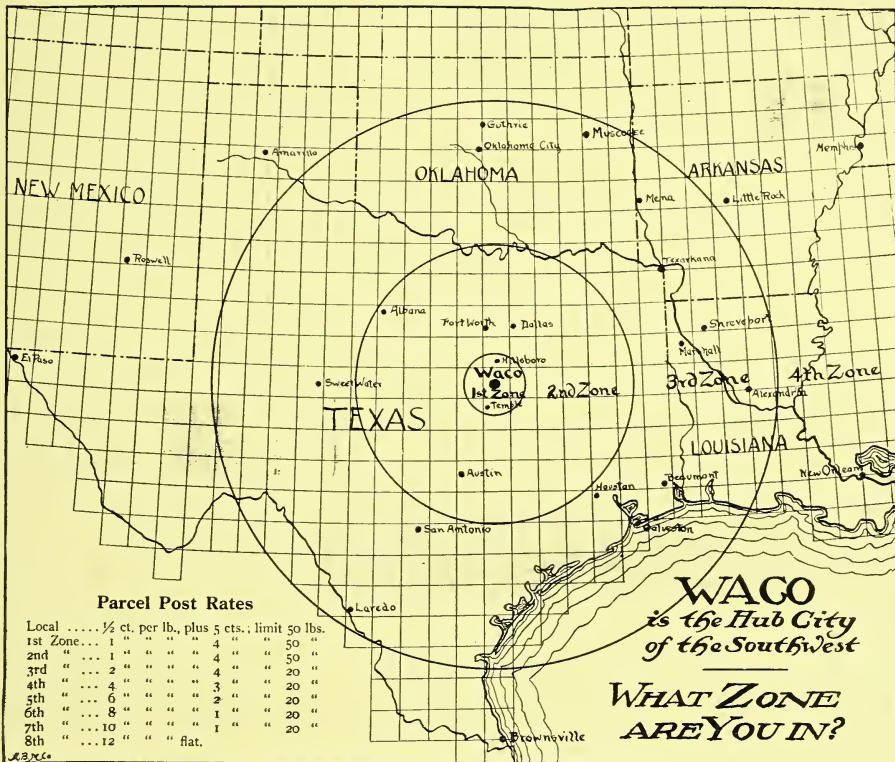 Guthrie
Muscogee
Oklahoma City
Amarillo
OKLAHOMA
ARKANSAS
Memphis
NEW MEXICO
Mena
Little Rock
Roswell
Texarkana
Albana
Fort Worth
Dallas
Shreveport
Marshall
El Paso
Hillsboro
Waco
Sweet Water
1st Zone
2nd Zone
3rd Zone
4th Zone
Alexandria
Temple
TEXAS
LOUISIANA
Austin
Houston
Beaumont
New Orleans
San Antonio
Galveston
Laredo
Brownsville
Parcel Post Rates
Local ..... ½ ct. per lb., plus 5 cts.; limit 50 lbs.
1st Zone... 1 " " " " 4 " " 50 "
2nd " ... 1 " " " " 4 " " 50 "
3rd " ... 2 " " " " 4 " " 20 "
4th " ... 4 " " " " 3 " " 20 "
5th " ... 6 " " " " 2 " " 20 "
6th " ... 8 " " " " 1 " " 20 "
7th " ... 10 " " " " 1 " " 20 "
8th " ... 12 " " " flat.
WACO
is the Hub City
of the Southwest
WHAT ZONE
ARE YOU IN?